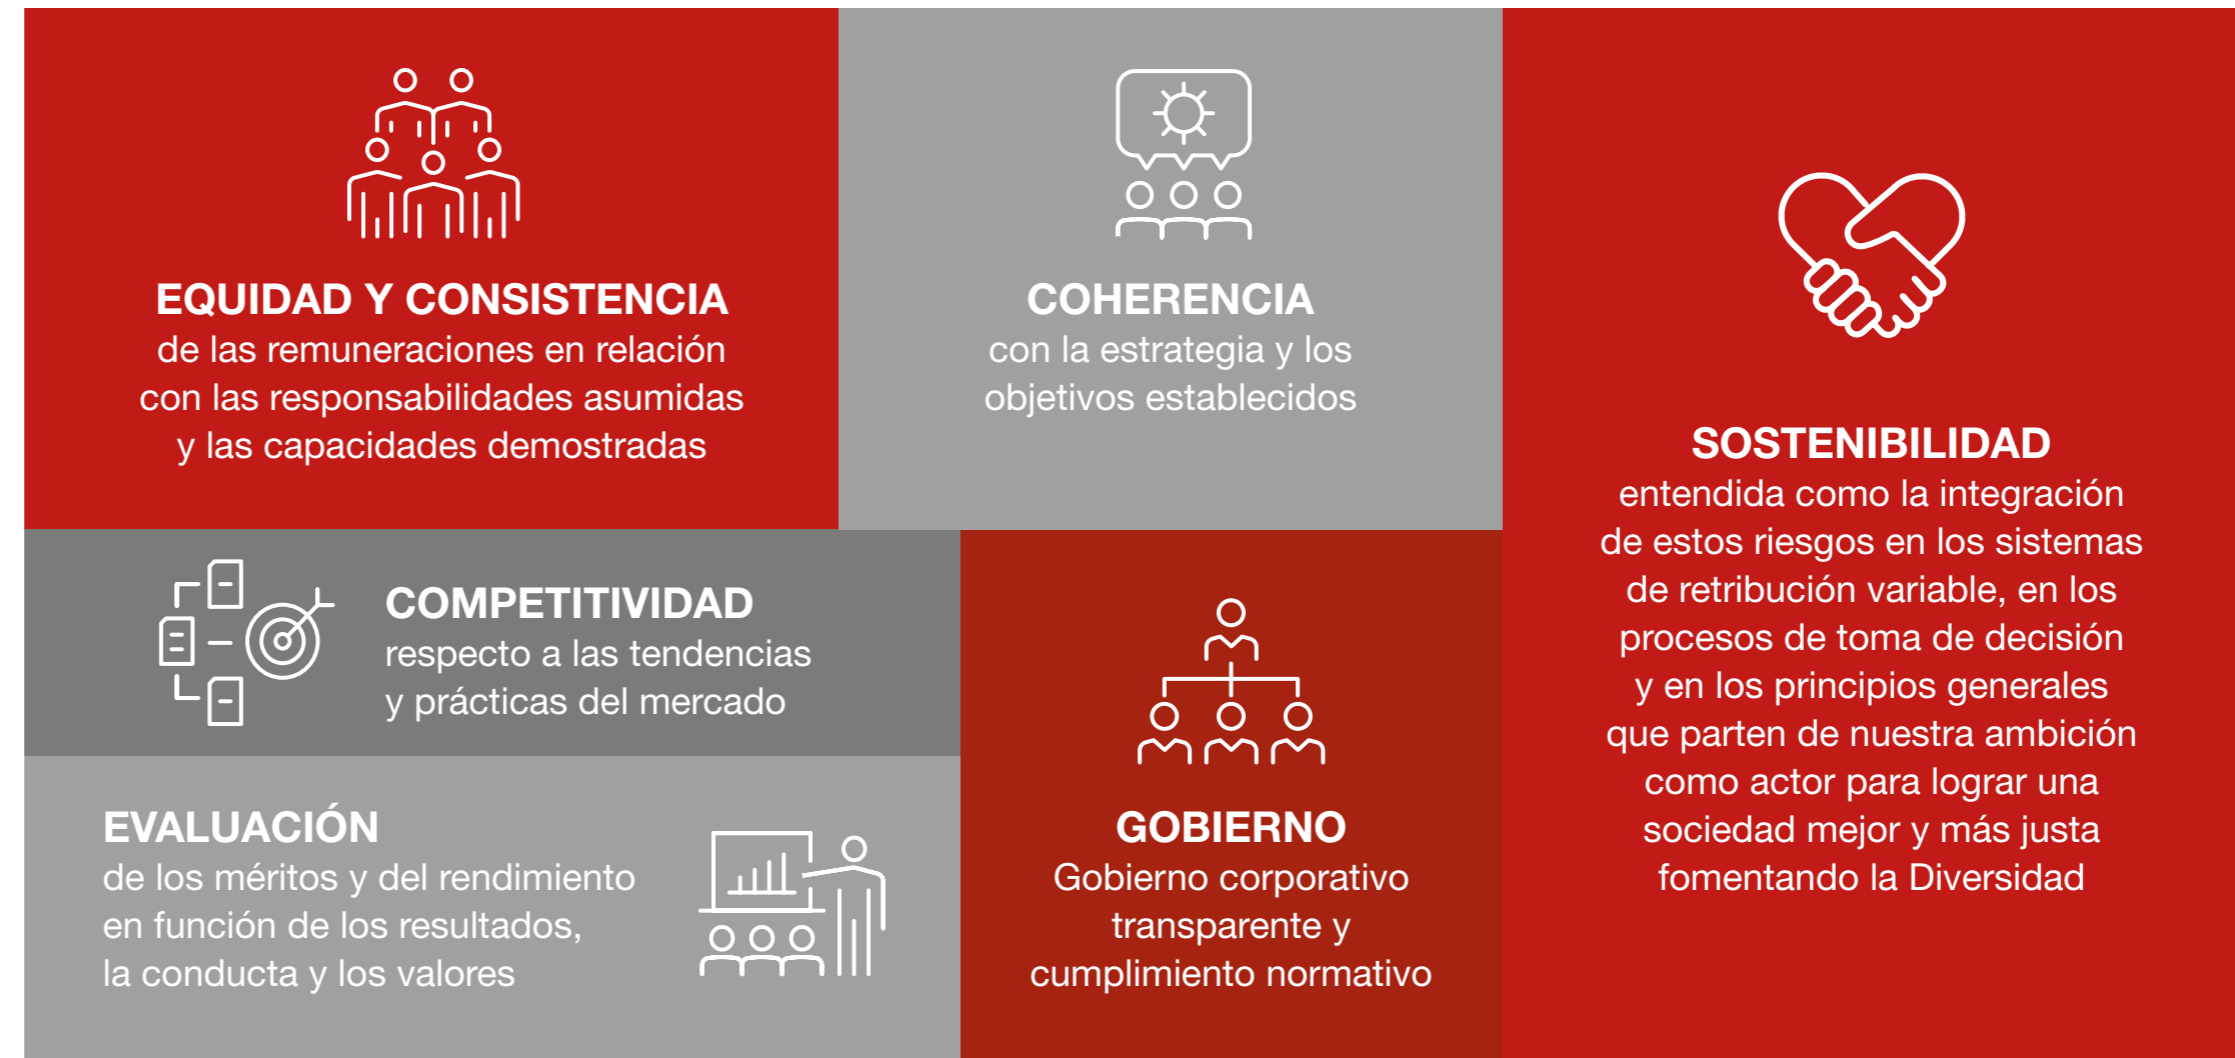 EQUIDAD Y CONSISTENCIA
de las remuneraciones en relación
con las responsabilidades asumidas
y las capacidades demostradas
COHERENCIA
con la estrategia y los
objetivos establecidos
SOSTENIBILIDAD
entendida como la integración
de estos riesgos en los sistemas
de retribución variable, en los
procesos de toma de decisión
y en los principios generales
que parten de nuestra ambición
como actor para lograr una
sociedad mejor y más justa
fomentando la Diversidad
COMPETITIVIDAD
respecto a las tendencias
y prácticas del mercado
EVALUACIÓN
de los méritos y del rendimiento
en función de los resultados,
la conducta y los valores
GOBIERNO
Gobierno corporativo
transparente y
cumplimiento normativo